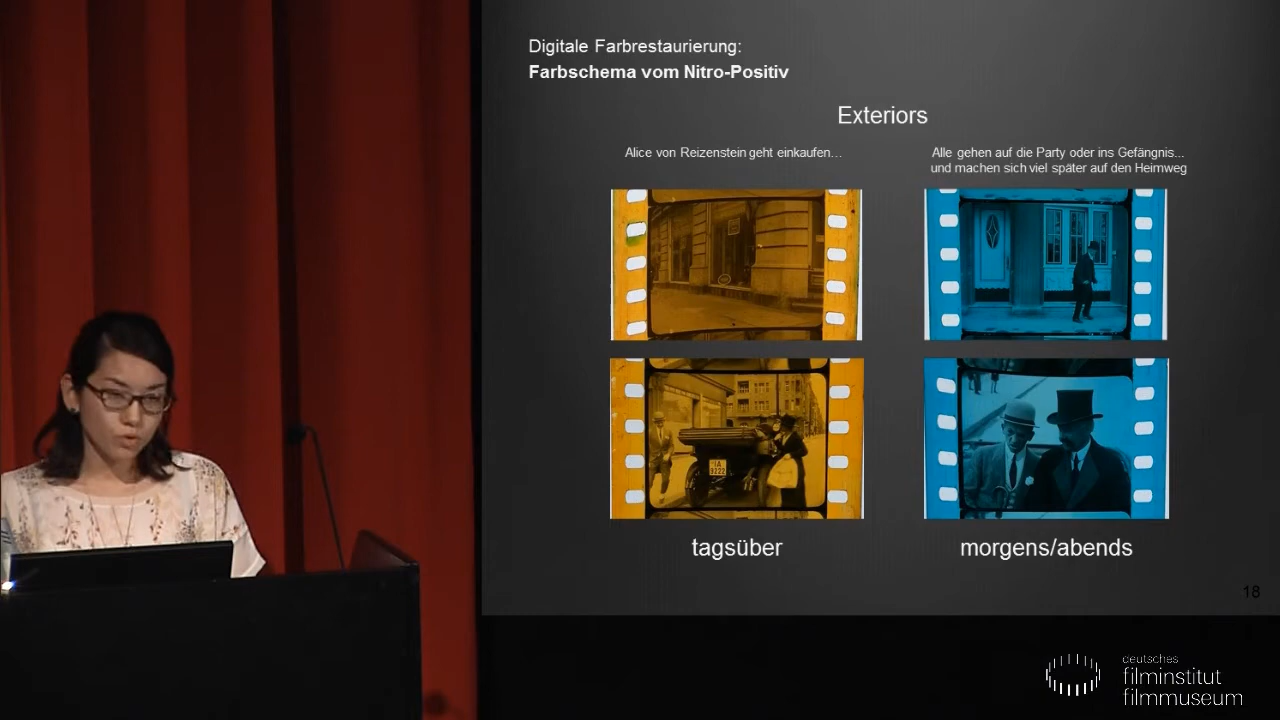 Digitale Farbrestaurierung:
Farbschema vom Nitro-Positiv
Exteriors
Alice von Reizenstein geht einkaufen...
Alle gehen auf die Party oder ins Gefängnis...
und machen sich viel später auf den Heimweg
IA
tagsüber
morgens/abends
18
deutsches
filminstitut
filmmuseum